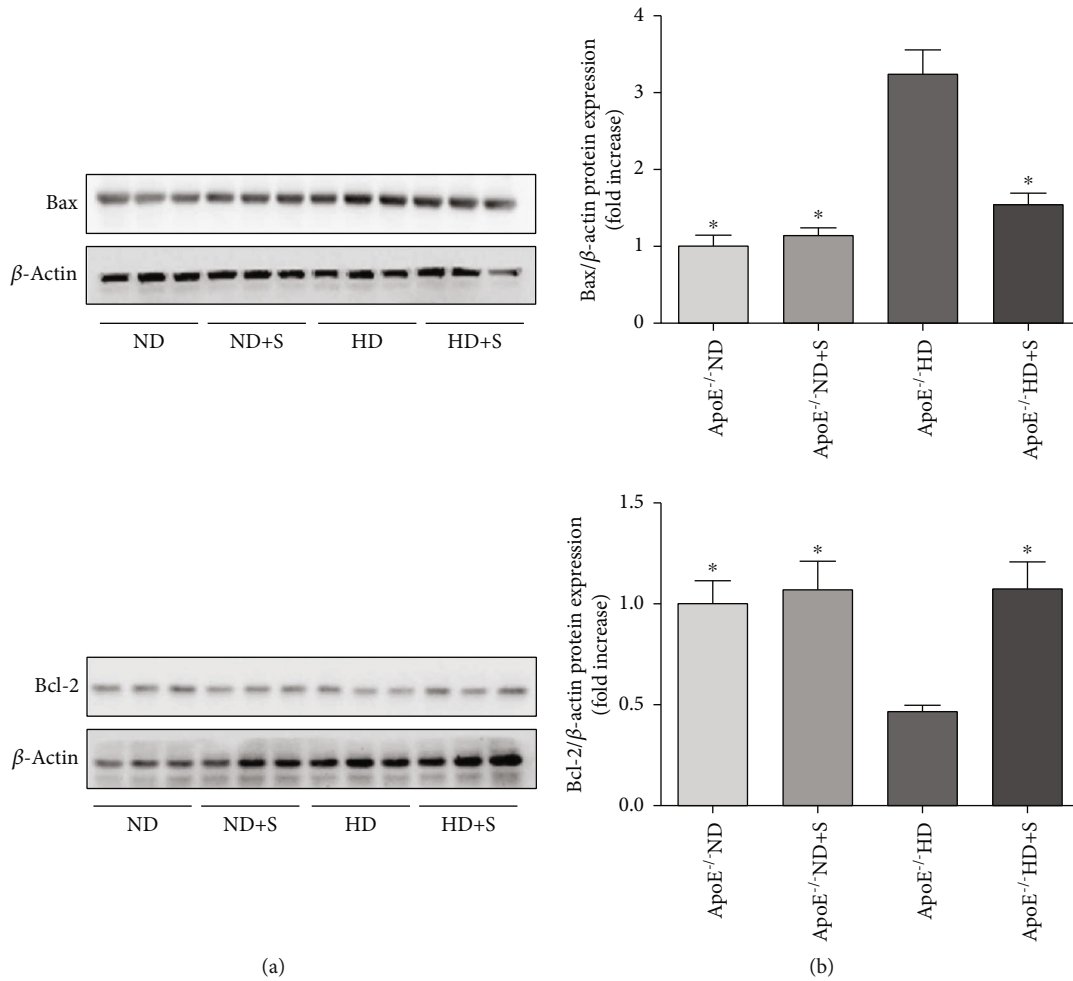 Bax
β-Actin
ND
ND+S
HD
HD+S
Bax/β-actin protein expression
(fold increase)
4
3
2
1
0
*
*
*
ApoE-/-ND
ApoE-/-ND+S
ApoE-/-HD
ApoE-/-HD+S
Bcl-2
β-Actin
ND
ND+S
HD
HD+S
Bcl-2/β-actin protein expression
(fold increase)
1.5
1.0
0.5
0.0
*
*
*
ApoE-/-ND
ApoE-/-ND+S
ApoE-/-HD
ApoE-/-HD+S
(a)
(b)